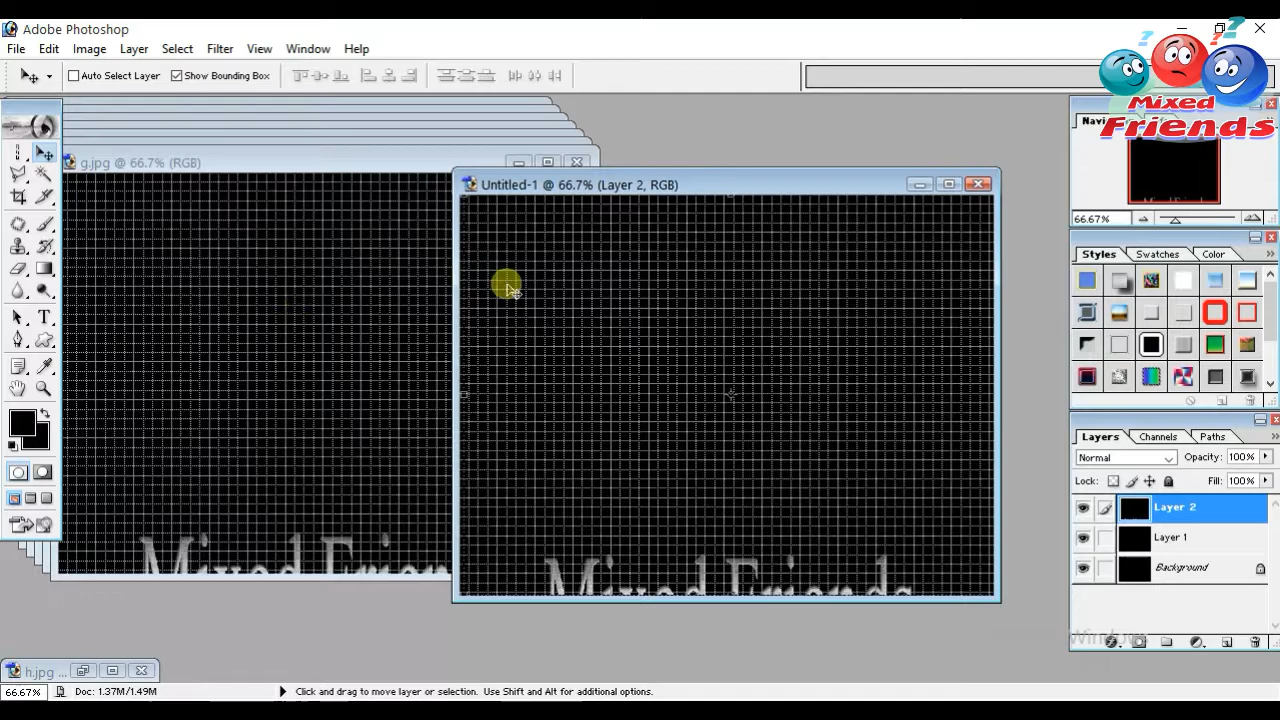 Adobe Photoshop
File Edit Image Layer Select Filter View Window Help
Auto Select Layer Show Bounding Box
Mixed
Friends
g.jpg @ 66.7% (RGB)
Untitled-1 @ 66.7% (Layer 2, RGB)
66.67%
Styles Swatches Color
Mixed Friends
Layers Channels Paths
Normal Opacity: 100%
Lock: Fill: 100%
Layer 2
Layer 1
Background
h.jpg ...
66.67% Doc: 1.37M/1.49M Click and drag to move layer or selection. Use Shift and Alt for additional options.